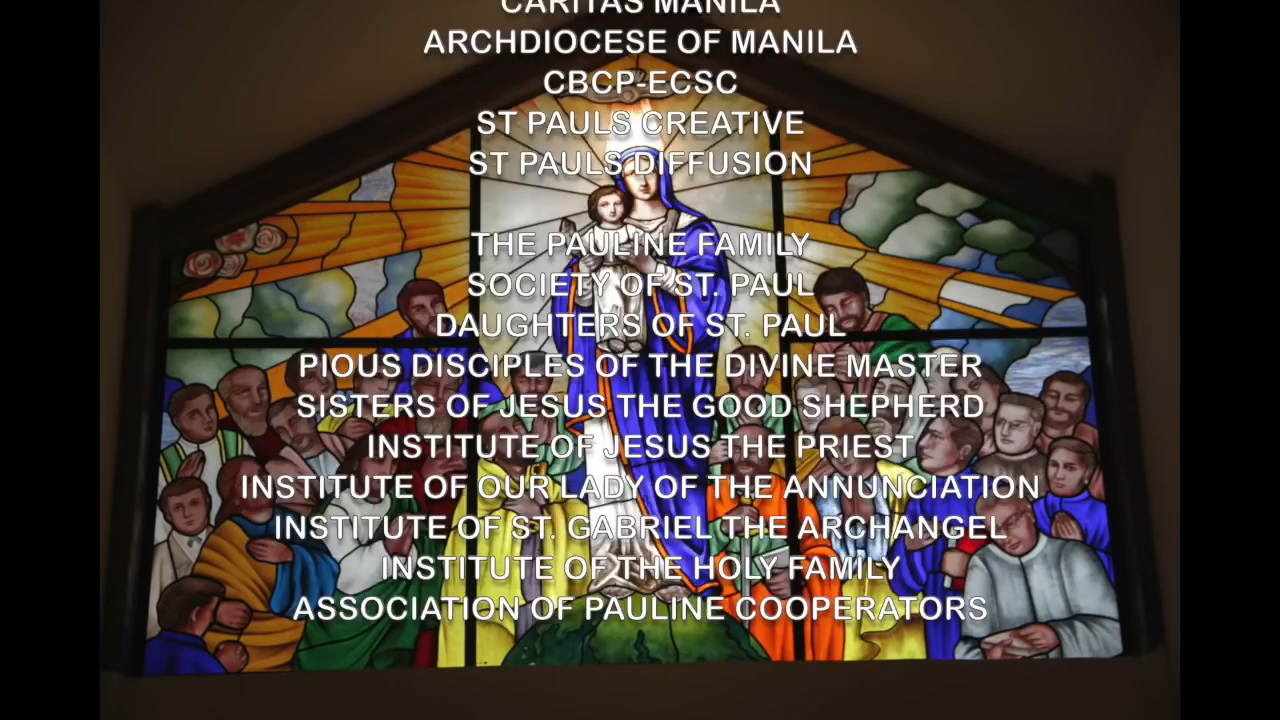 CARITAS MANILA
ARCHDIOCESE OF MANILA
CBCP-ECSC
ST PAULS CREATIVE
ST PAULS DIFFUSION
THE PAULINE FAMILY
SOCIETY OF ST. PAUL
DAUGHTERS OF ST. PAUL
PIOUS DISCIPLES OF THE DIVINE MASTER
SISTERS OF JESUS THE GOOD SHEPHERD
INSTITUTE OF JESUS THE PRIEST
INSTITUTE OF OUR LADY OF THE ANNUNCIATION
INSTITUTE OF ST. GABRIEL THE ARCHANGEL
INSTITUTE OF THE HOLY FAMILY
ASSOCIATION OF PAULINE COOPERATORS